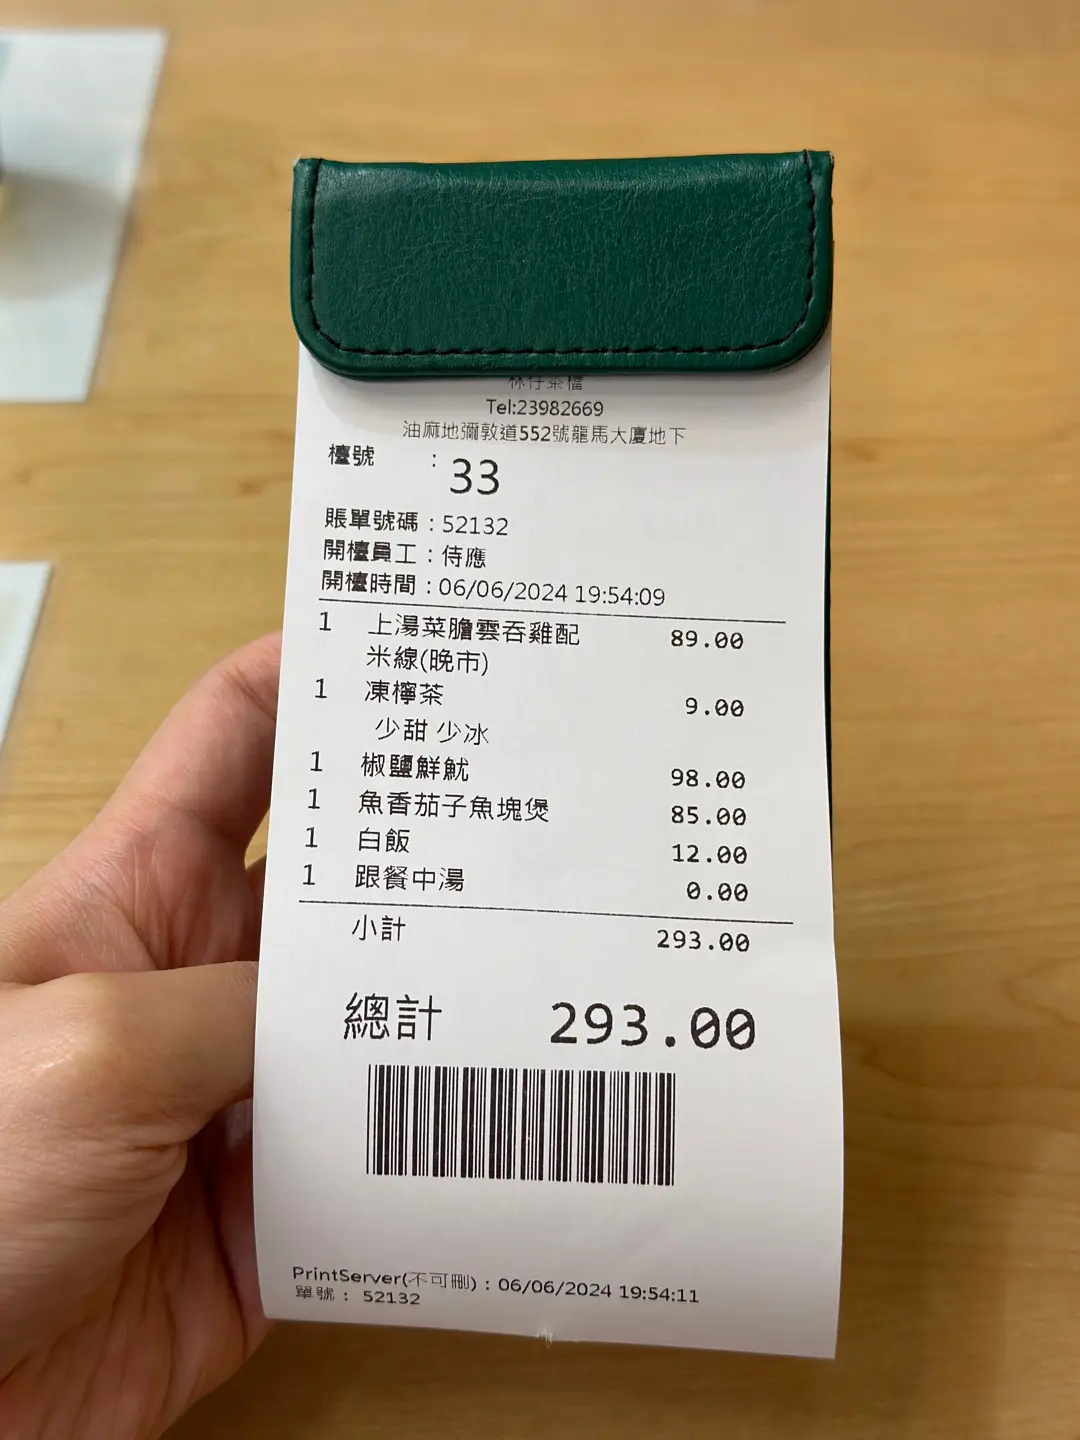 林仔茶檔
Tel:23982669
油麻地彌敦道552號龍馬大廈地下
檯號 : 33
賬單號碼 : 52132
開檯員工 : 侍應
開檯時間 : 06/06/2024 19:54:09
1 上湯菜膽雲吞雞配 89.00
米線(晚市)
1 凍檸茶 9.00
少甜 少冰
1 椒鹽鮮魷 98.00
1 魚香茄子魚塊煲 85.00
1 白飯 12.00
1 跟餐中湯 0.00
小計 293.00
總計 293.00
PrintServer(不可刪) : 06/06/2024 19:54:11
單號 : 52132